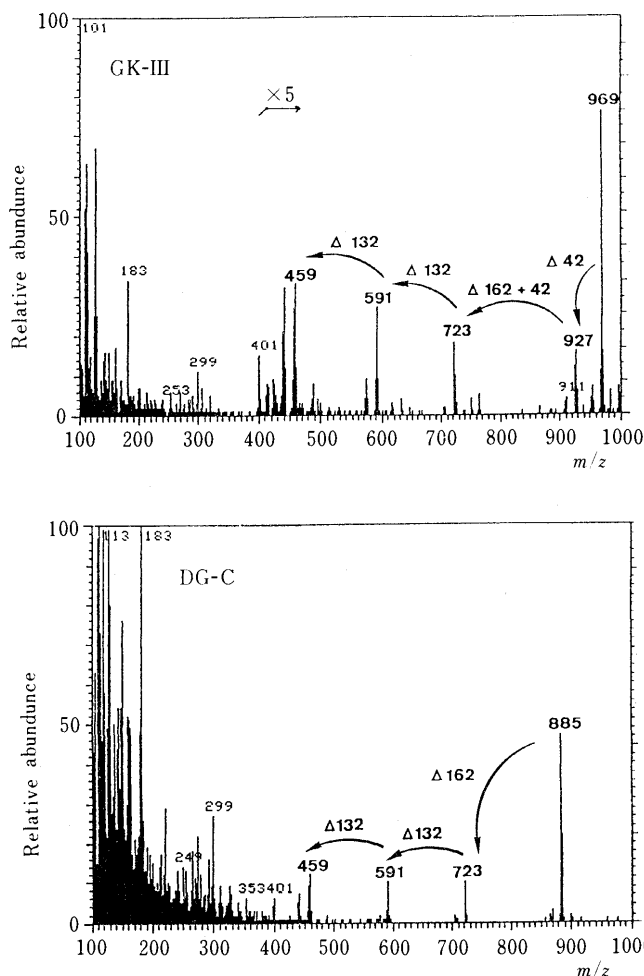 100
101
GK-III
×5
969
Relative abundance
50
Δ 132
Δ 132
Δ 42
Δ 162 + 42
183
459
591
723
927
401
299
253
911
0
100 200 300 400 500 600 700 800 900 1000
m/z
100
113
183
DG-C
Relative abundance
50
885
Δ162
299
Δ132
Δ132
249
353401
459
591
723
0
100 200 300 400 500 600 700 800 900 1000
m/z